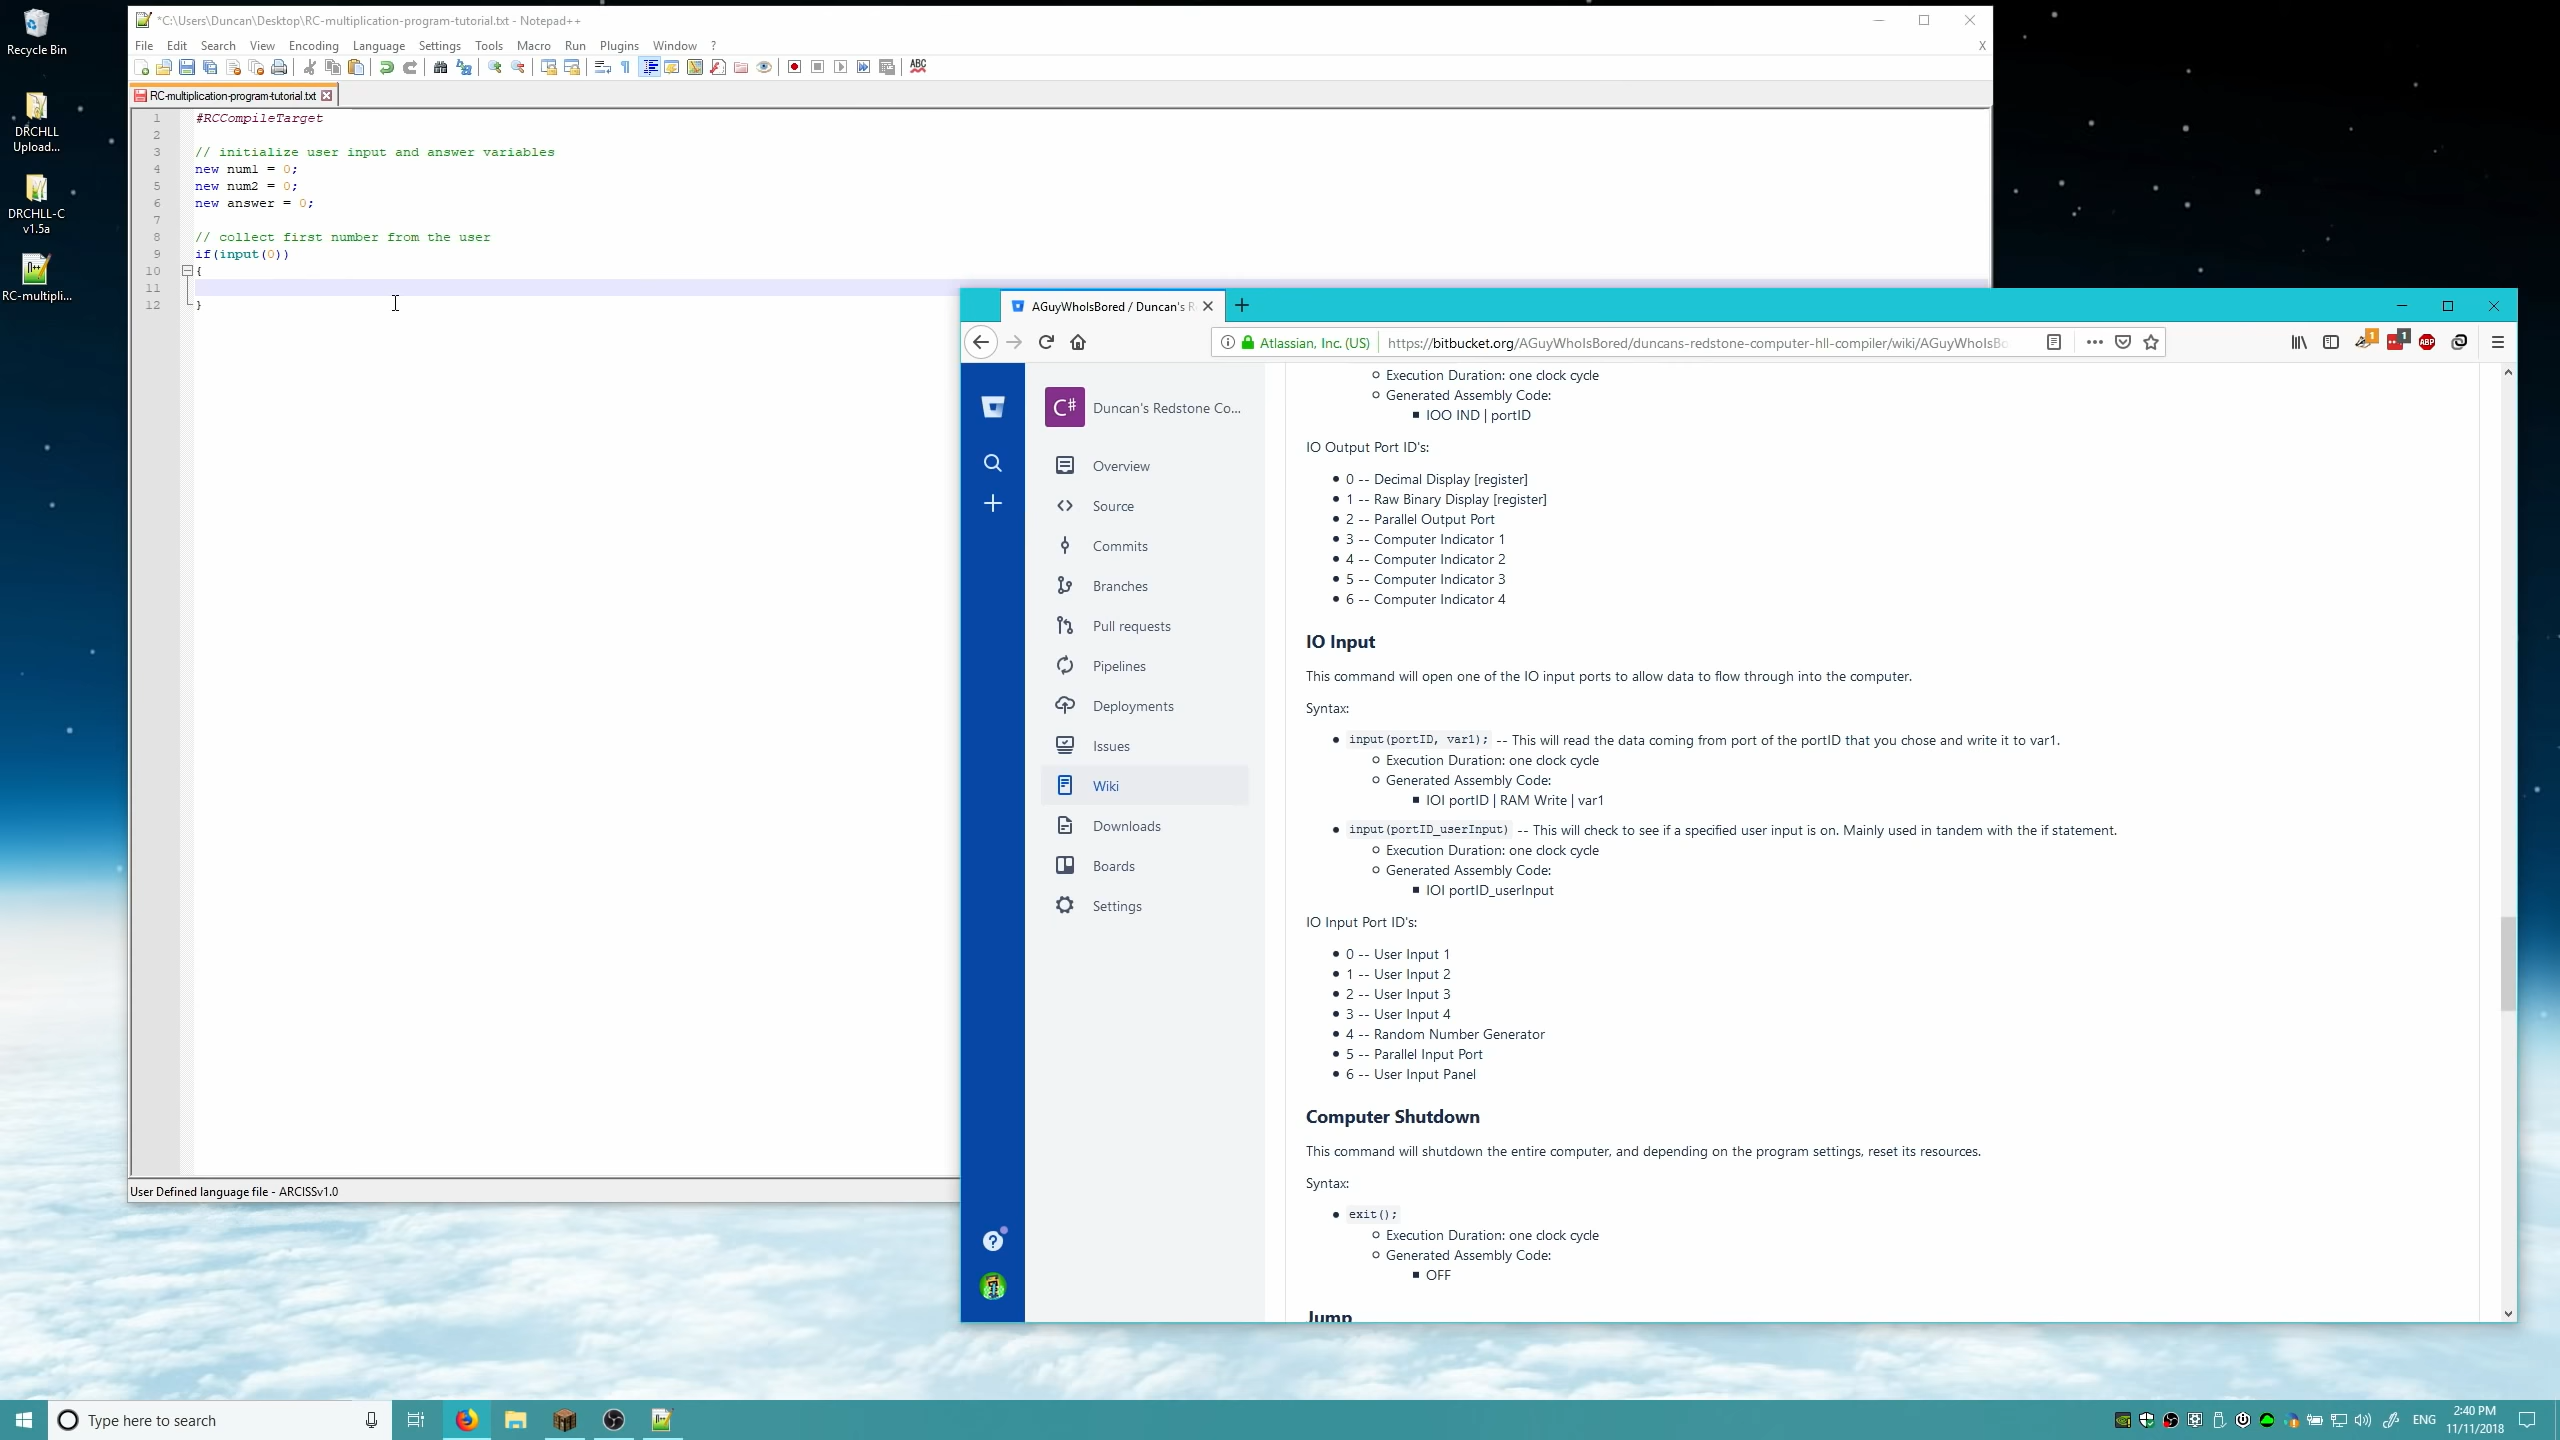 Recycle Bin
DRCHLL
Upload...
DRCHLL-C
v1.5a
RC-multipli...
*C:\Users\Duncan\Desktop\RC-multiplication-program-tutorial.txt - Notepad++
File Edit Search View Encoding Language Settings Tools Macro Run Plugins Window ? X
ABC
RC-multiplication-program-tutorial.txt
1 #RCCompileTarget
2
3 // initialize user input and answer variables
4 new num1 = 0;
5 new num2 = 0;
6 new answer = 0;
7
8 // collect first number from the user
9 if(input(0))
10 {
11
12 }
User Defined language file - ARCISSv1.0
AGuyWhoIsBored / Duncan's R
Atlassian, Inc. (US) https://bitbucket.org/AGuyWhoIsBored/duncans-redstone-computer-hll-compiler/wiki/AGuyWhoIsBo
1 1 ABP
C# Duncan's Redstone Co...
Overview
Source
Commits
Branches
Pull requests
Pipelines
Deployments
Issues
Wiki
Downloads
Boards
Settings
Execution Duration: one clock cycle
Generated Assembly Code:
IOO IND | portID
IO Output Port ID's:
0 -- Decimal Display [register]
1 -- Raw Binary Display [register]
2 -- Parallel Output Port
3 -- Computer Indicator 1
4 -- Computer Indicator 2
5 -- Computer Indicator 3
6 -- Computer Indicator 4
IO Input
This command will open one of the IO input ports to allow data to flow through into the computer.
Syntax:
input(portID, var1); -- This will read the data coming from port of the portID that you chose and write it to var1.
Execution Duration: one clock cycle
Generated Assembly Code:
IOI portID | RAM Write | var1
input(portID_userInput) -- This will check to see if a specified user input is on. Mainly used in tandem with the if statement.
Execution Duration: one clock cycle
Generated Assembly Code:
IOI portID_userInput
IO Input Port ID's:
0 -- User Input 1
1 -- User Input 2
2 -- User Input 3
3 -- User Input 4
4 -- Random Number Generator
5 -- Parallel Input Port
6 -- User Input Panel
Computer Shutdown
This command will shutdown the entire computer, and depending on the program settings, reset its resources.
Syntax:
exit();
Execution Duration: one clock cycle
Generated Assembly Code:
OFF
Jump
Type here to search
ENG
2:40 PM
11/11/2018